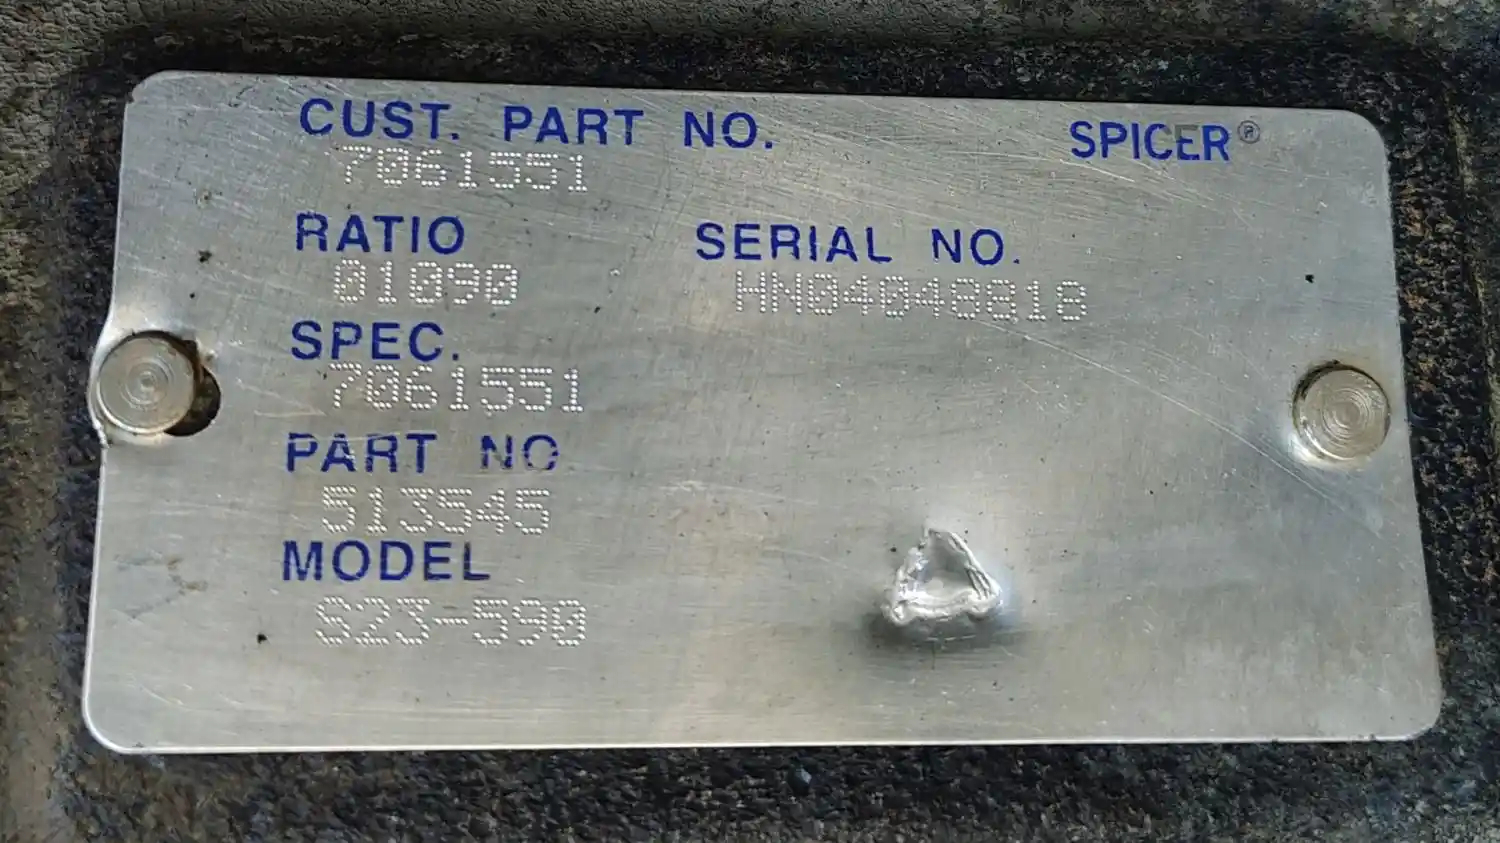 CUST. PART NO. SPICER®
7061551
RATIO SERIAL NO.
01090 HN04048818
SPEC.
7061551
PART NO
513545
MODEL
S23-590